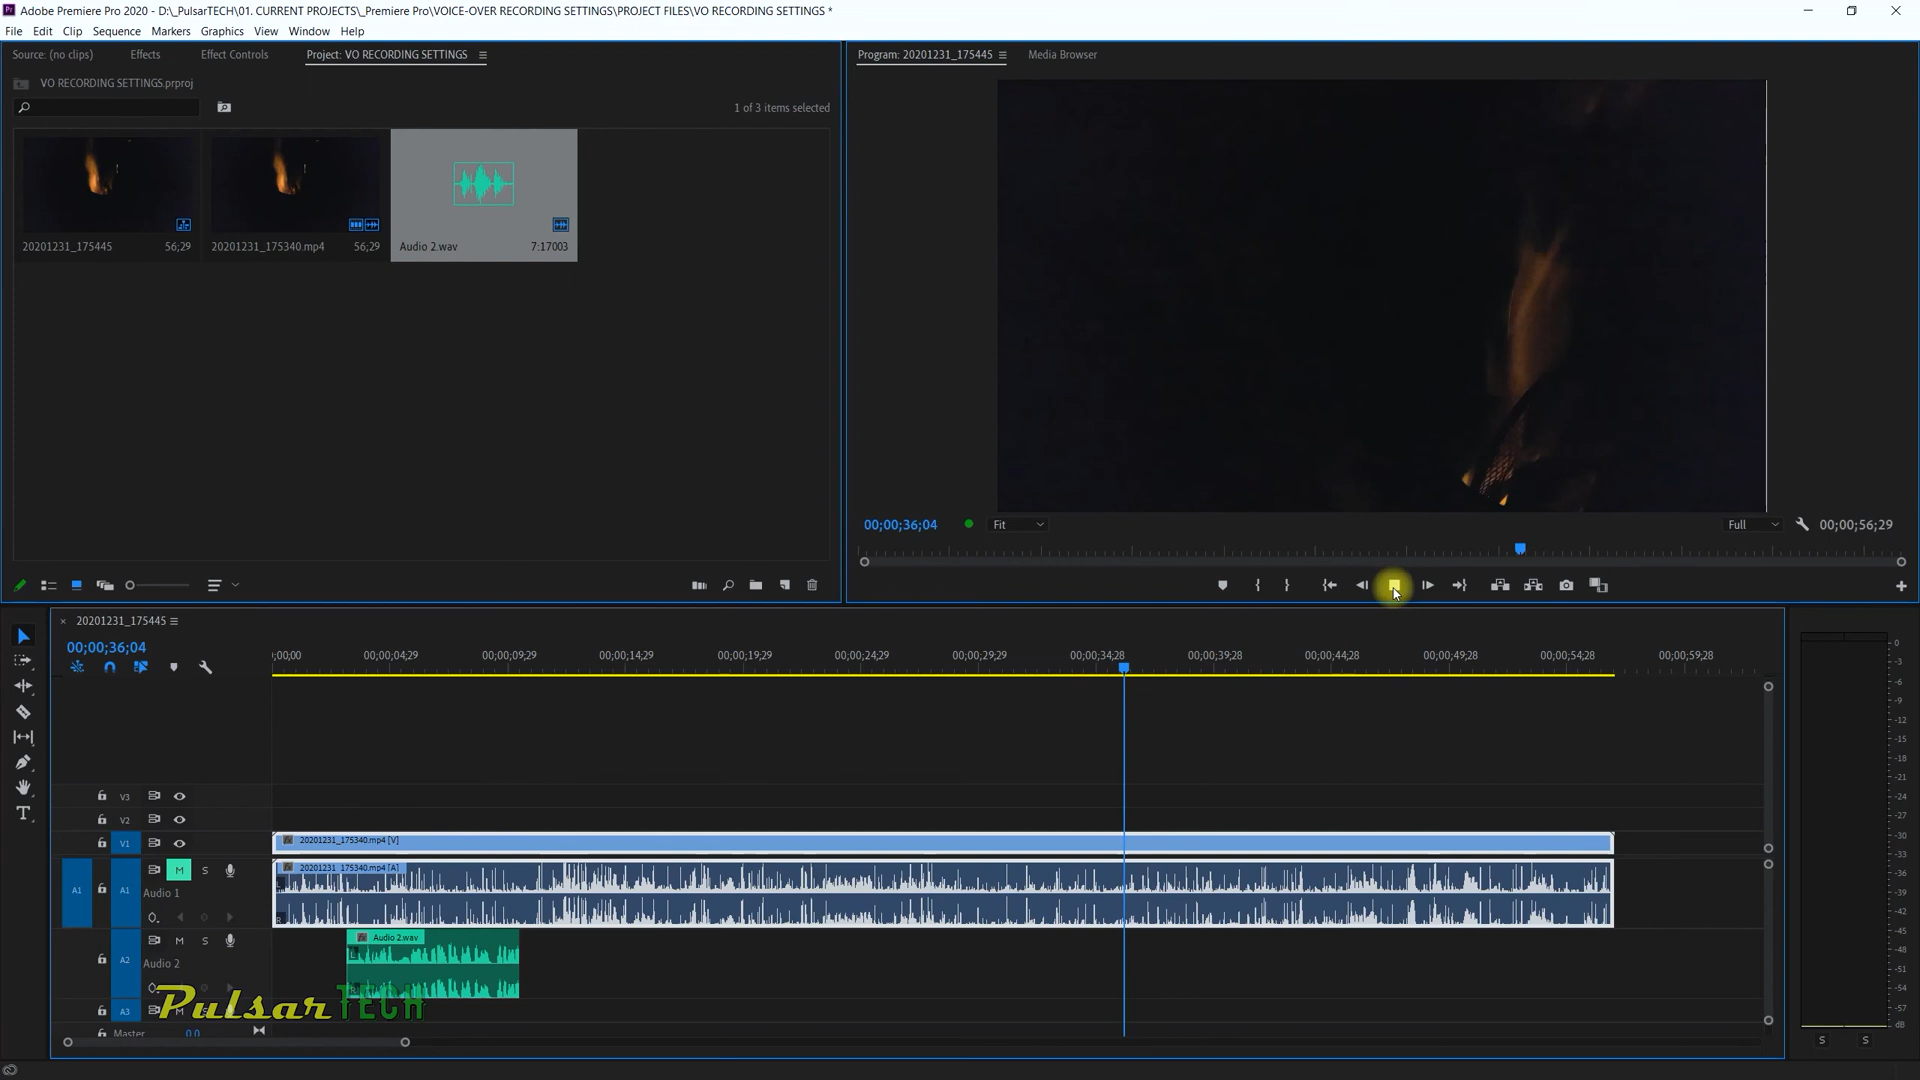 Adobe Premiere Pro 2020 - D:\_PulsarTECH\01. CURRENT PROJECTS\_Premiere Pro\VOICE-OVER RECORDING SETTINGS\PROJECT FILES\VO RECORDING SETTINGS *
File Edit Clip Sequence Markers Graphics View Window Help
Source: (no clips) Effects Effect Controls Project: VO RECORDING SETTINGS
Program: 20201231_175445 Media Browser
VO RECORDING SETTINGS.prproj
1 of 3 items selected
20201231_175445 56;29
20201231_175340.mp4 56;29
Audio 2.wav 7:17003
00;00;36;04 Fit Full 00;00;56;29
20201231_175445
00;00;36;04
;00;00 00;00;04;29 00;00;09;29 00;00;14;29 00;00;19;29 00;00;24;29 00;00;29;29 00;00;34;28 00;00;39;28 00;00;44;28 00;00;49;28 00;00;54;28 00;00;59;28
V3
V2
V1
20201231_175340.mp4 [V]
A1 A1 M S
Audio 1
20201231_175340.mp4 [A]
L
R
A2 M S
Audio 2
Audio 2.wav
L
R
PulsarTECH
A3 M
Master 0.0
0
-3
-6
-9
-12
-15
-18
-21
-24
-27
-30
-33
-36
-39
-42
-45
-48
-51
-54
-57
dB
S S